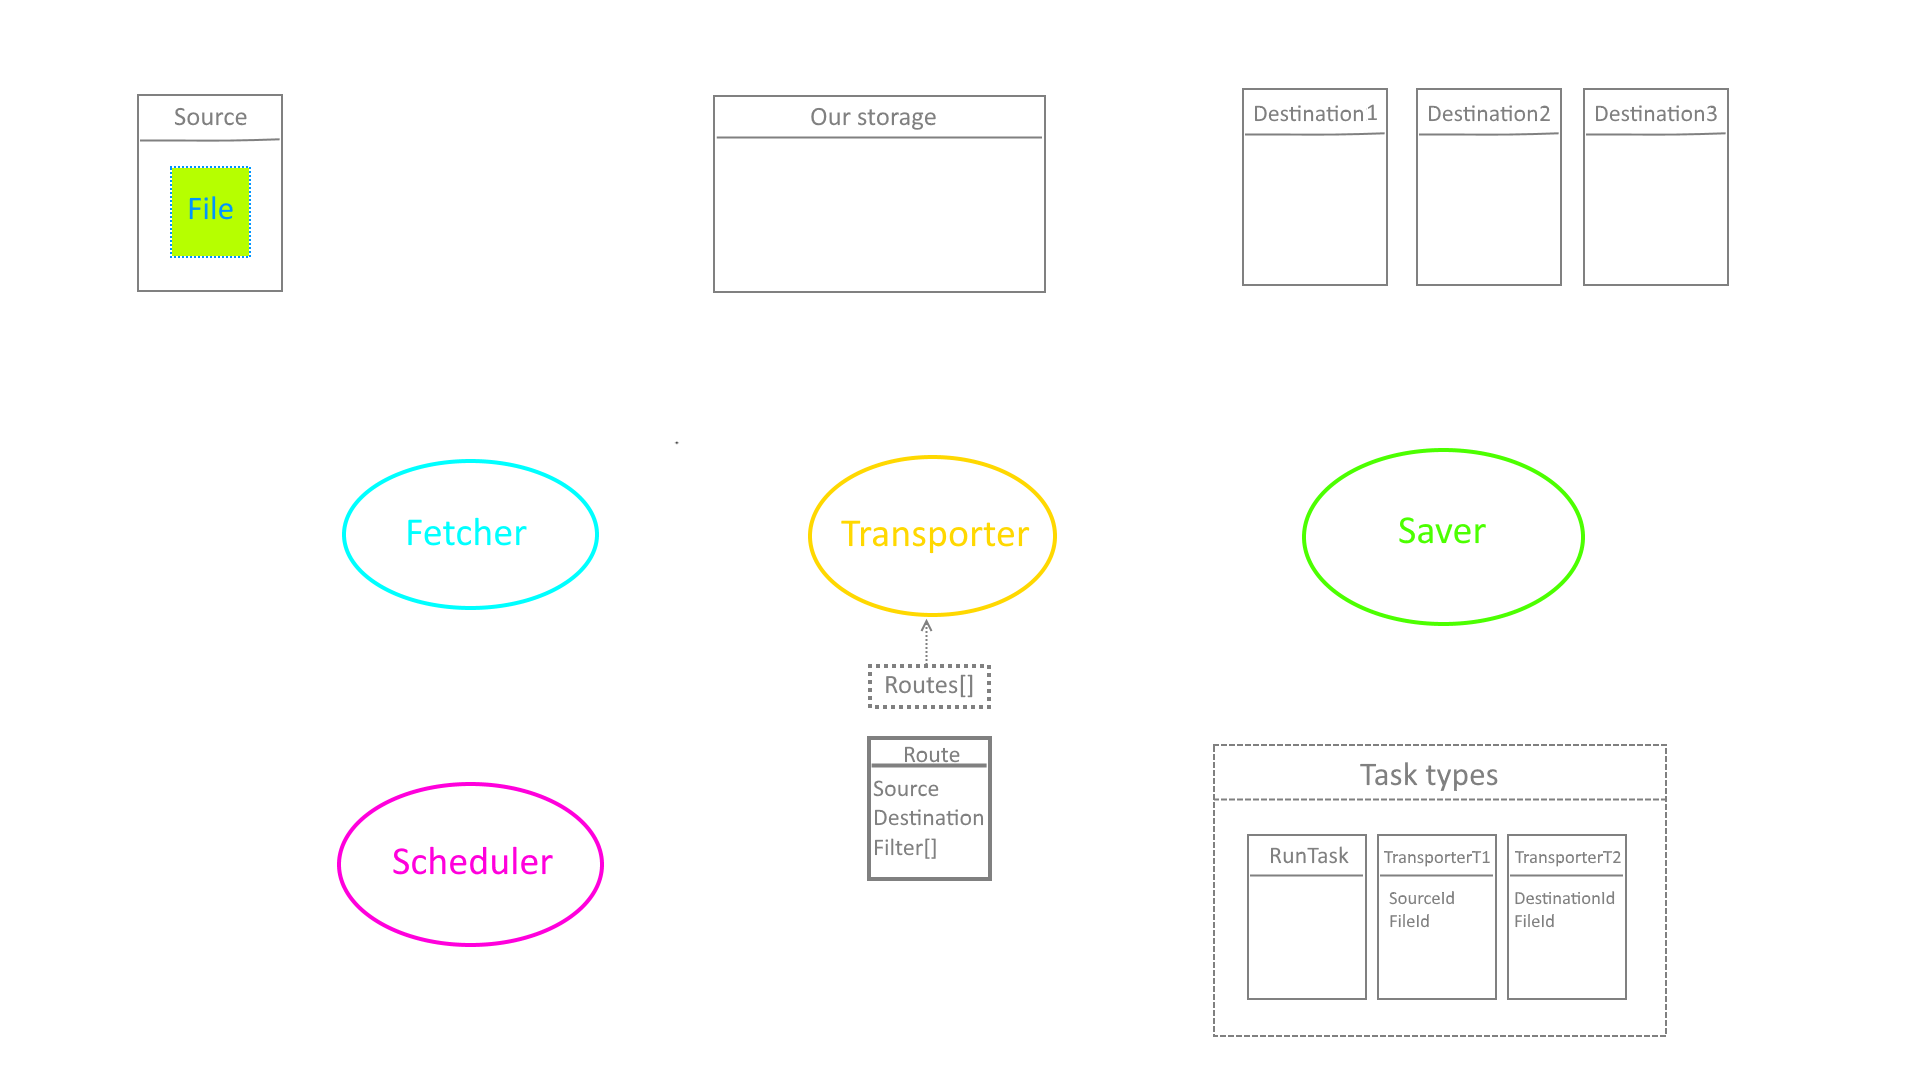 Source
File
Our storage
Destination1
Destination2
Destination3
Fetcher
Transporter
Saver
Routes[]
Route
Source
Destination
Filter[]
Scheduler
Task types
RunTask
TransporterT1
SourceId
FileId
TransporterT2
DestinationId
FileId